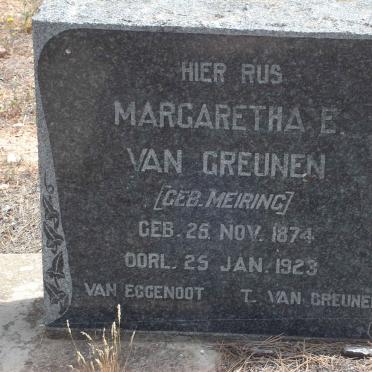 HIER RUS
MARGARETHA E.
VAN GREUNEN
[GEB. MEIRING]
GEB. 26 NOV. 1874
OORL. 25 JAN. 1923
VAN EGGENOOT T. VAN GREUNEN